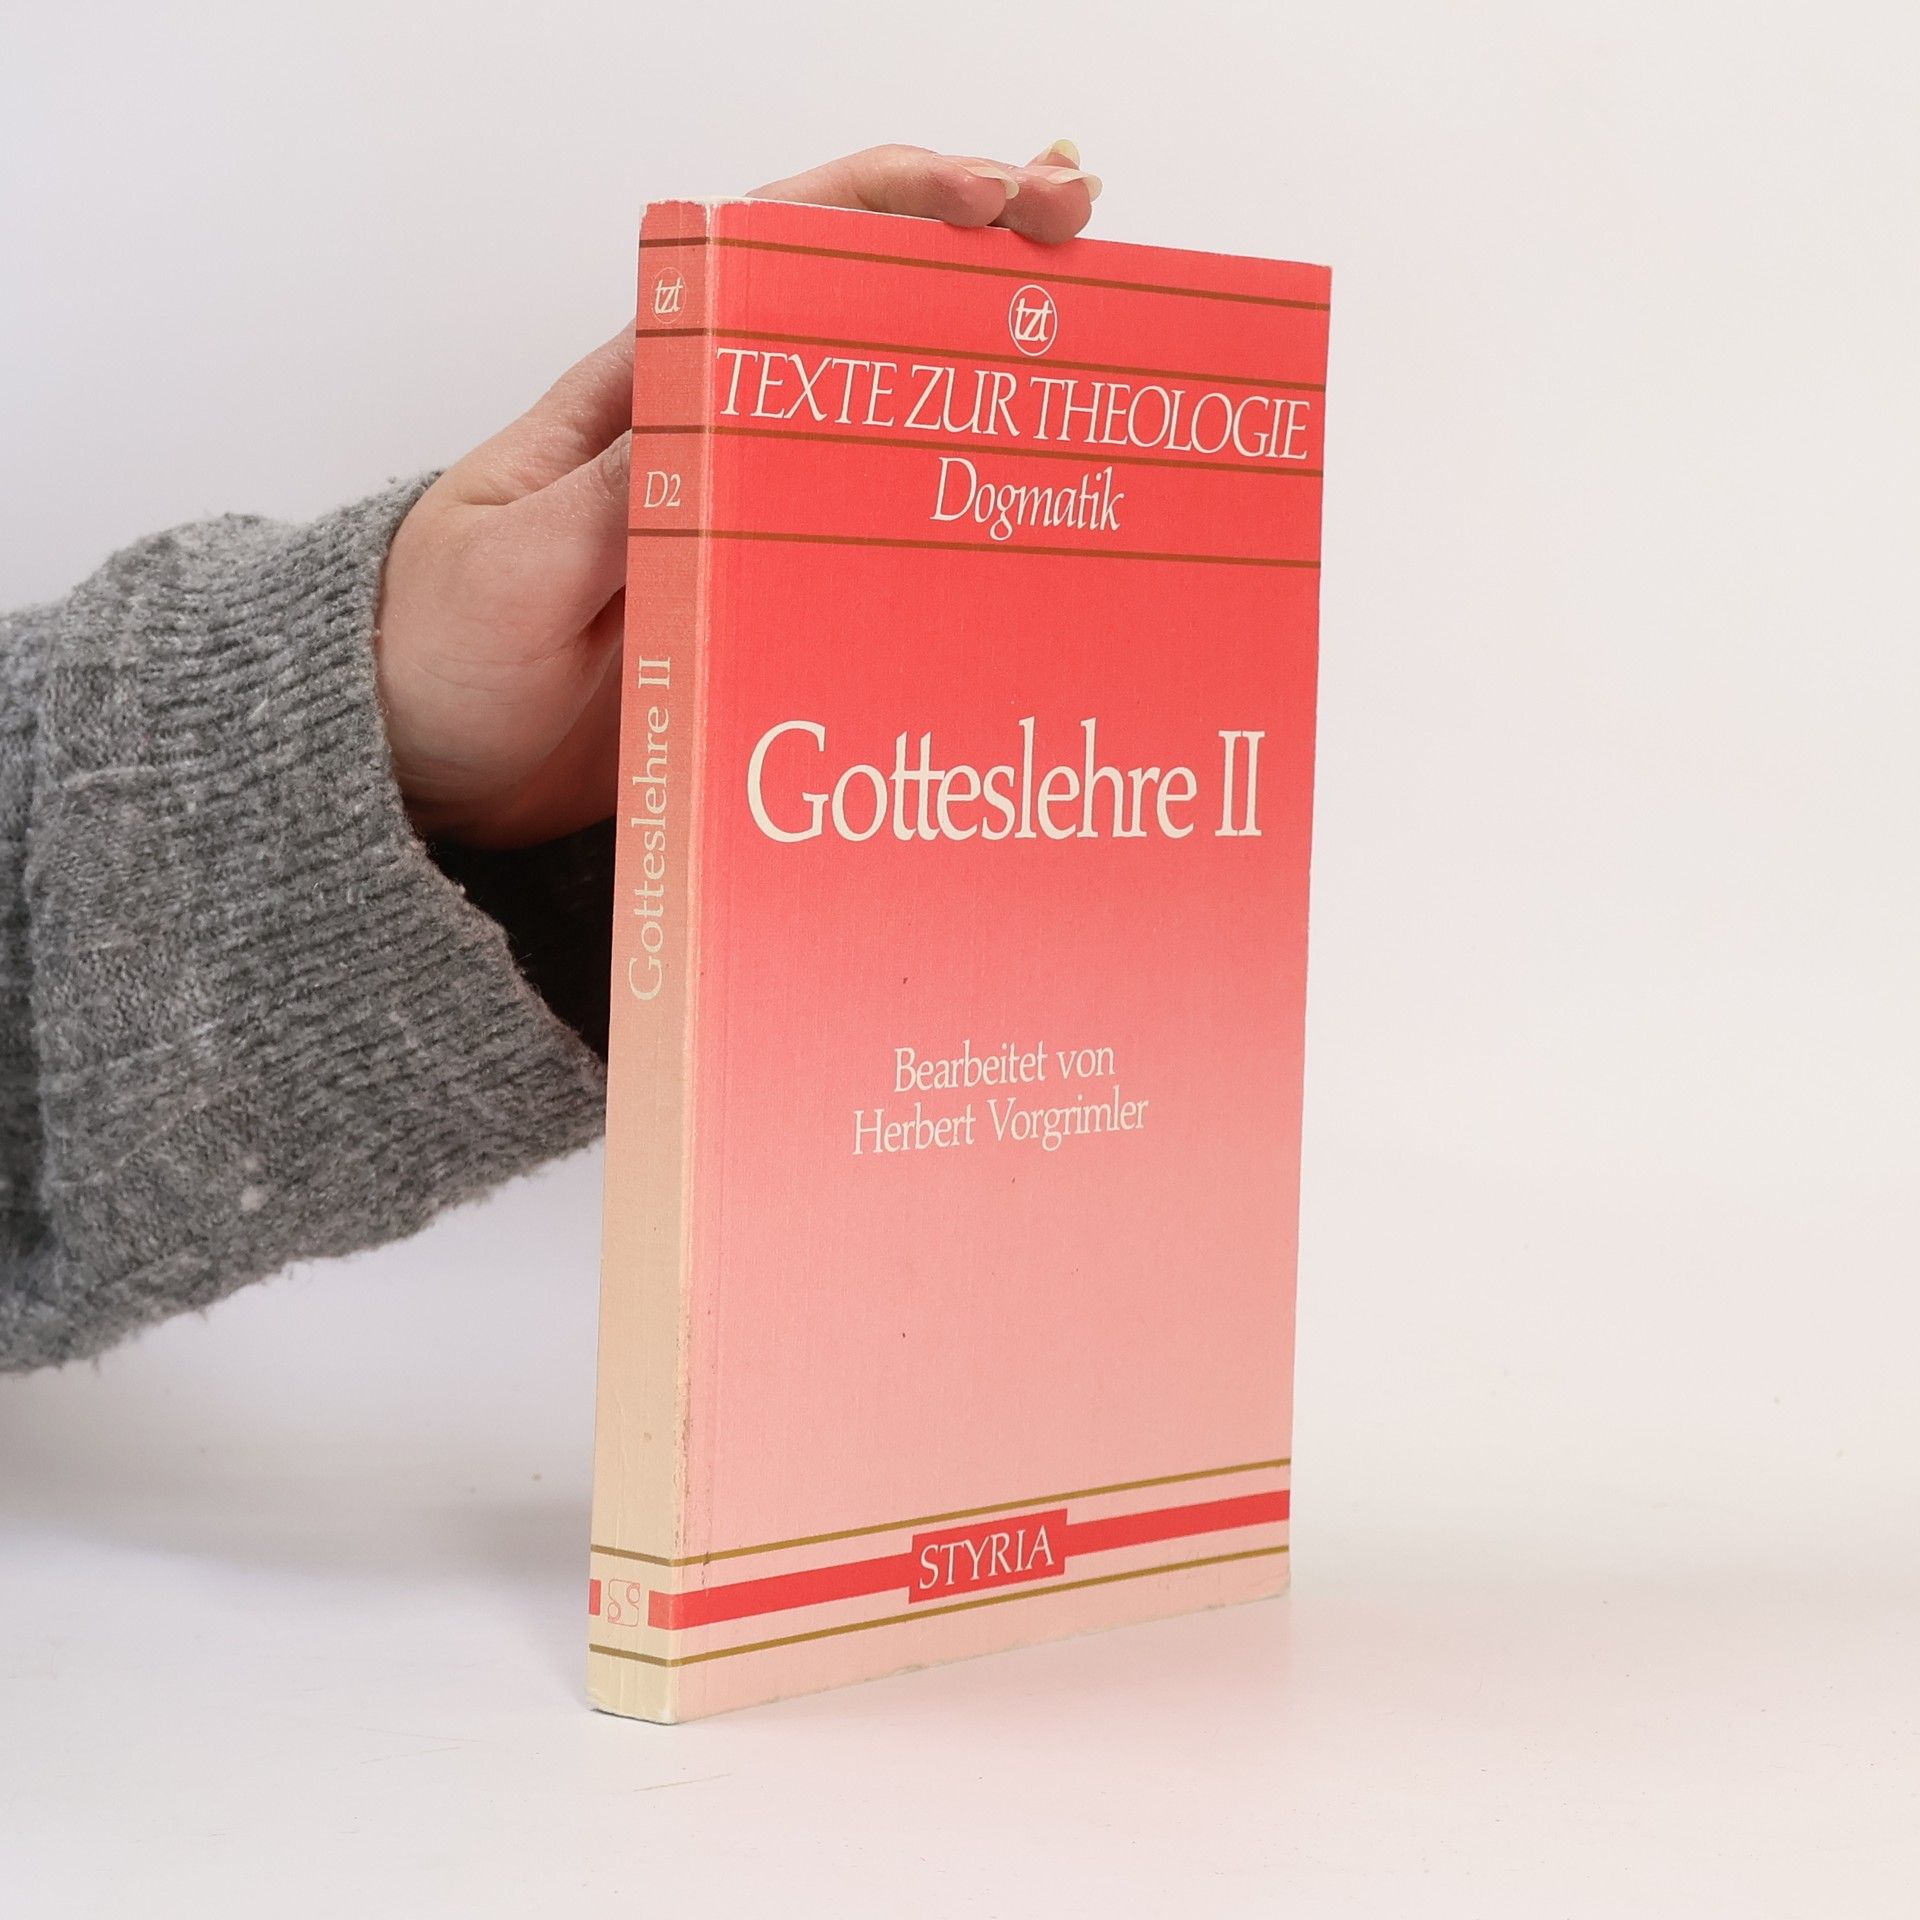 tzt
TEXTE ZUR THEOLOGIE
Dogmatik
Gotteslehre II
Bearbeitet von
Herbert Vorgrimler
STYRIA
tzt
D2
Gotteslehre II